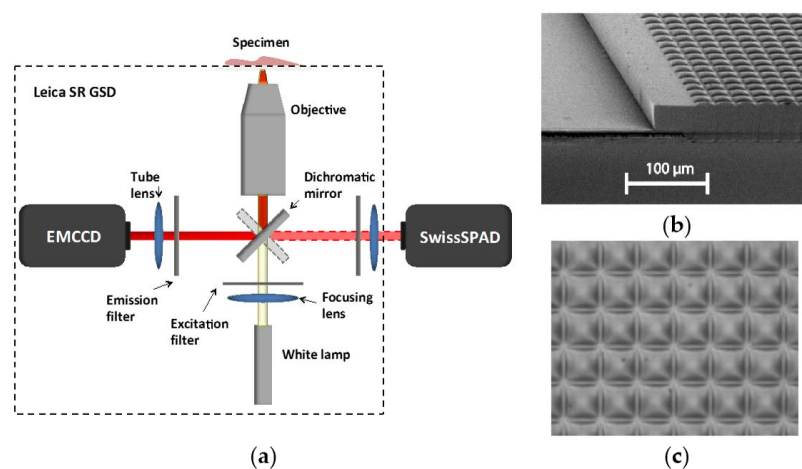 Specimen
Leica SR GSD
Objective
Tube
lens
Dichromatic
mirror
EMCCD
SwissSPAD
Emission
filter
Excitation
filter
Focusing
lens
White lamp
(a)
100 µm
(b)
(c)